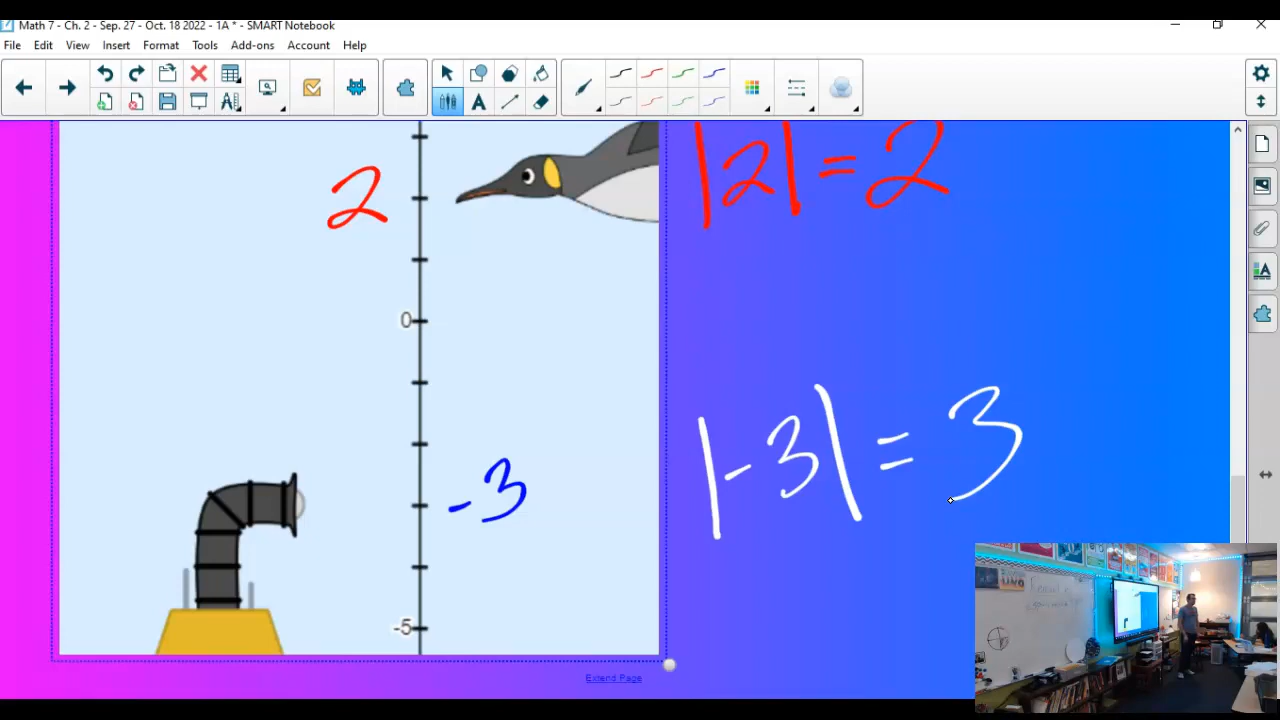 Math 7 - Ch. 2 - Sep. 27 - Oct. 18 2022 - 1A * - SMART Notebook
File Edit View Insert Format Tools Add-ons Account Help
|2| = 2
2
0
|-3| = 3
-3
-5
Extend Page
UNO